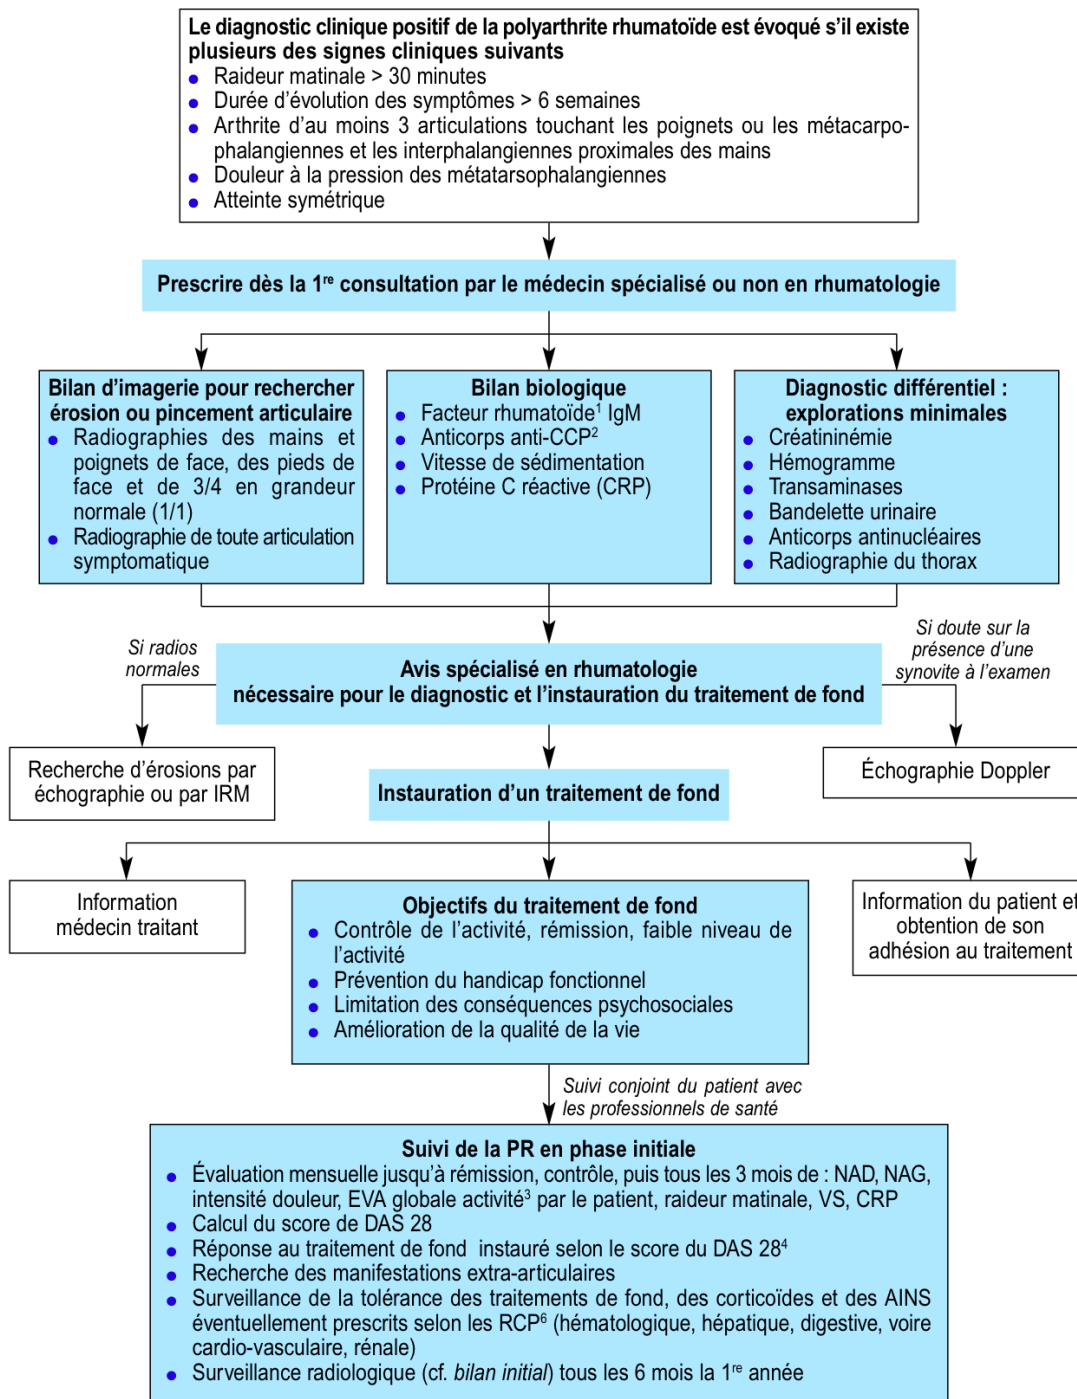 Le diagnostic clinique positif de la polyarthrite rhumatoïde est évoqué s’il existe
plusieurs des signes cliniques suivants
● Raideur matinale > 30 minutes
● Durée d’évolution des symptômes > 6 semaines
● Arthrite d’au moins 3 articulations touchant les poignets ou les métacarpo-
phalangiennes et les interphalangiennes proximales des mains
● Douleur à la pression des métatarsophalangiennes
● Atteinte symétrique
Prescrire dès la 1re consultation par le médecin spécialisé ou non en rhumatologie
Bilan d’imagerie pour rechercher
érosion ou pincement articulaire
● Radiographies des mains et
poignets de face, des pieds de
face et de 3/4 en grandeur
normale (1/1)
● Radiographie de toute articulation
symptomatique
Bilan biologique
● Facteur rhumatoïde1 IgM
● Anticorps anti-CCP2
● Vitesse de sédimentation
● Protéine C réactive (CRP)
Diagnostic différentiel :
explorations minimales
● Créatininémie
● Hémogramme
● Transaminases
● Bandelette urinaire
● Anticorps antinucléaires
● Radiographie du thorax
Si radios
normales
Avis spécialisé en rhumatologie
nécessaire pour le diagnostic et l’instauration du traitement de fond
Si doute sur la
présence d’une
synovite à l’examen
Recherche d’érosions par
échographie ou par IRM
Échographie Doppler
Instauration d’un traitement de fond
Information
médecin traitant
Objectifs du traitement de fond
● Contrôle de l’activité, rémission, faible niveau de
l’activité
● Prévention du handicap fonctionnel
● Limitation des conséquences psychosociales
● Amélioration de la qualité de la vie
Information du patient et
obtention de son
adhésion au traitement
Suivi conjoint du patient avec
les professionnels de santé
Suivi de la PR en phase initiale
● Évaluation mensuelle jusqu’à rémission, contrôle, puis tous les 3 mois de : NAD, NAG,
intensité douleur, EVA globale activité3 par le patient, raideur matinale, VS, CRP
● Calcul du score de DAS 28
● Réponse au traitement de fond instauré selon le score du DAS 284
● Recherche des manifestations extra-articulaires
● Surveillance de la tolérance des traitements de fond, des corticoïdes et des AINS
éventuellement prescrits selon les RCP6 (hématologique, hépatique, digestive, voire
cardio-vasculaire, rénale)
● Surveillance radiologique (cf. bilan initial) tous les 6 mois la 1re année